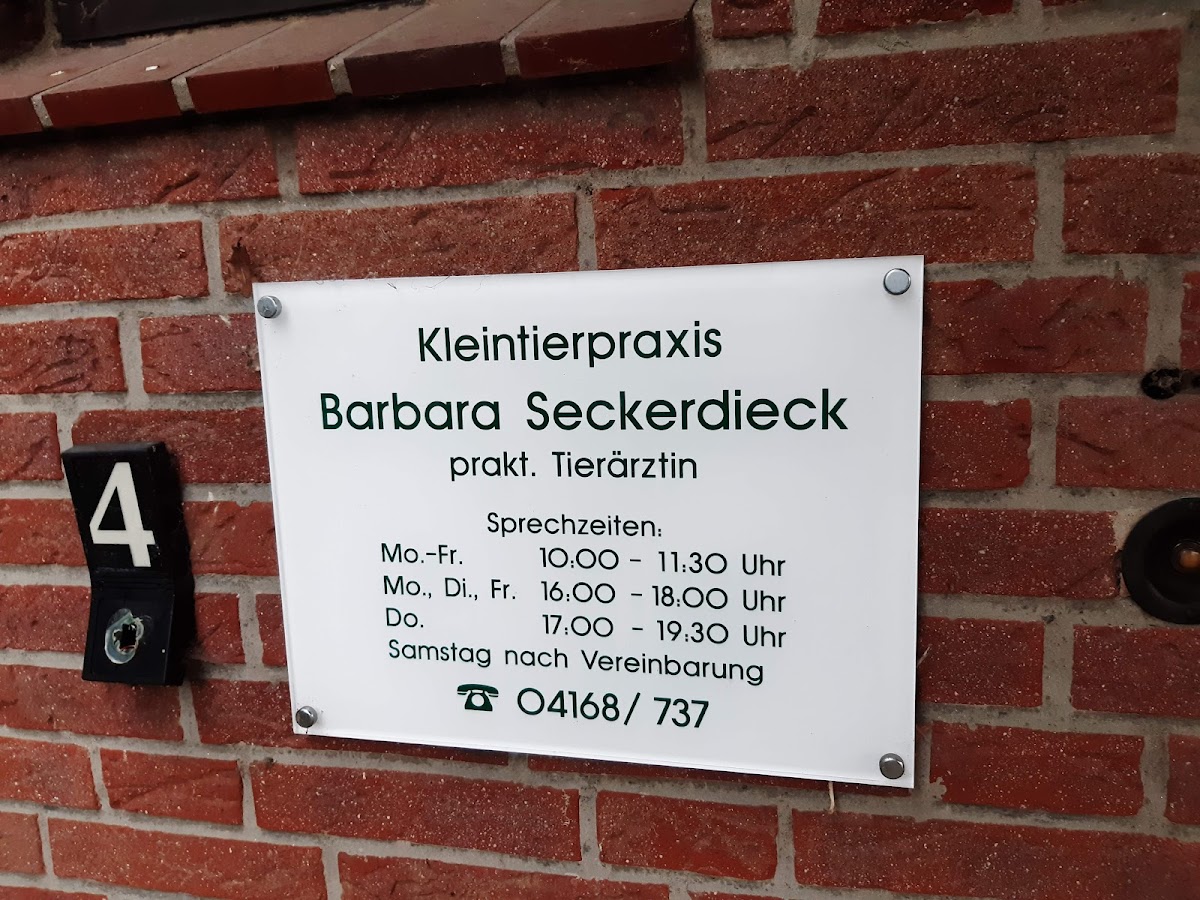 Kleintierpraxis
Barbara Seckerdieck
prakt. Tierärztin
Sprechzeiten:
Mo.-Fr. 10:00 - 11:30 Uhr
Mo., Di., Fr. 16:00 - 18:00 Uhr
Do. 17:00 - 19:30 Uhr
Samstag nach Vereinbarung
☎ 04168/ 737
4